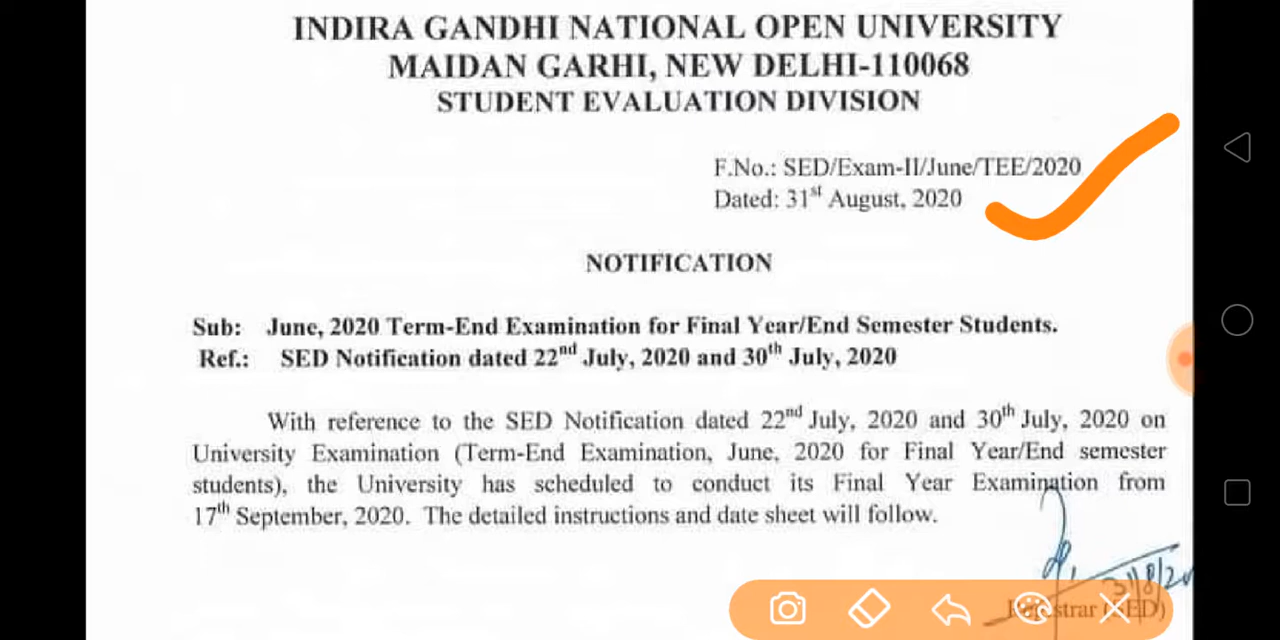 INDIRA GANDHI NATIONAL OPEN UNIVERSITY
MAIDAN GARHI, NEW DELHI-110068
STUDENT EVALUATION DIVISION
F.No.: SED/Exam-II/June/TEE/2020
Dated: 31st August, 2020
NOTIFICATION
Sub: June, 2020 Term-End Examination for Final Year/End Semester Students.
Ref.: SED Notification dated 22nd July, 2020 and 30th July, 2020
With reference to the SED Notification dated 22nd July, 2020 and 30th July, 2020 on
University Examination (Term-End Examination, June, 2020 for Final Year/End semester
students), the University has scheduled to conduct its Final Year Examination from
17th September, 2020. The detailed instructions and date sheet will follow.
31/8/20
Registrar (SED)